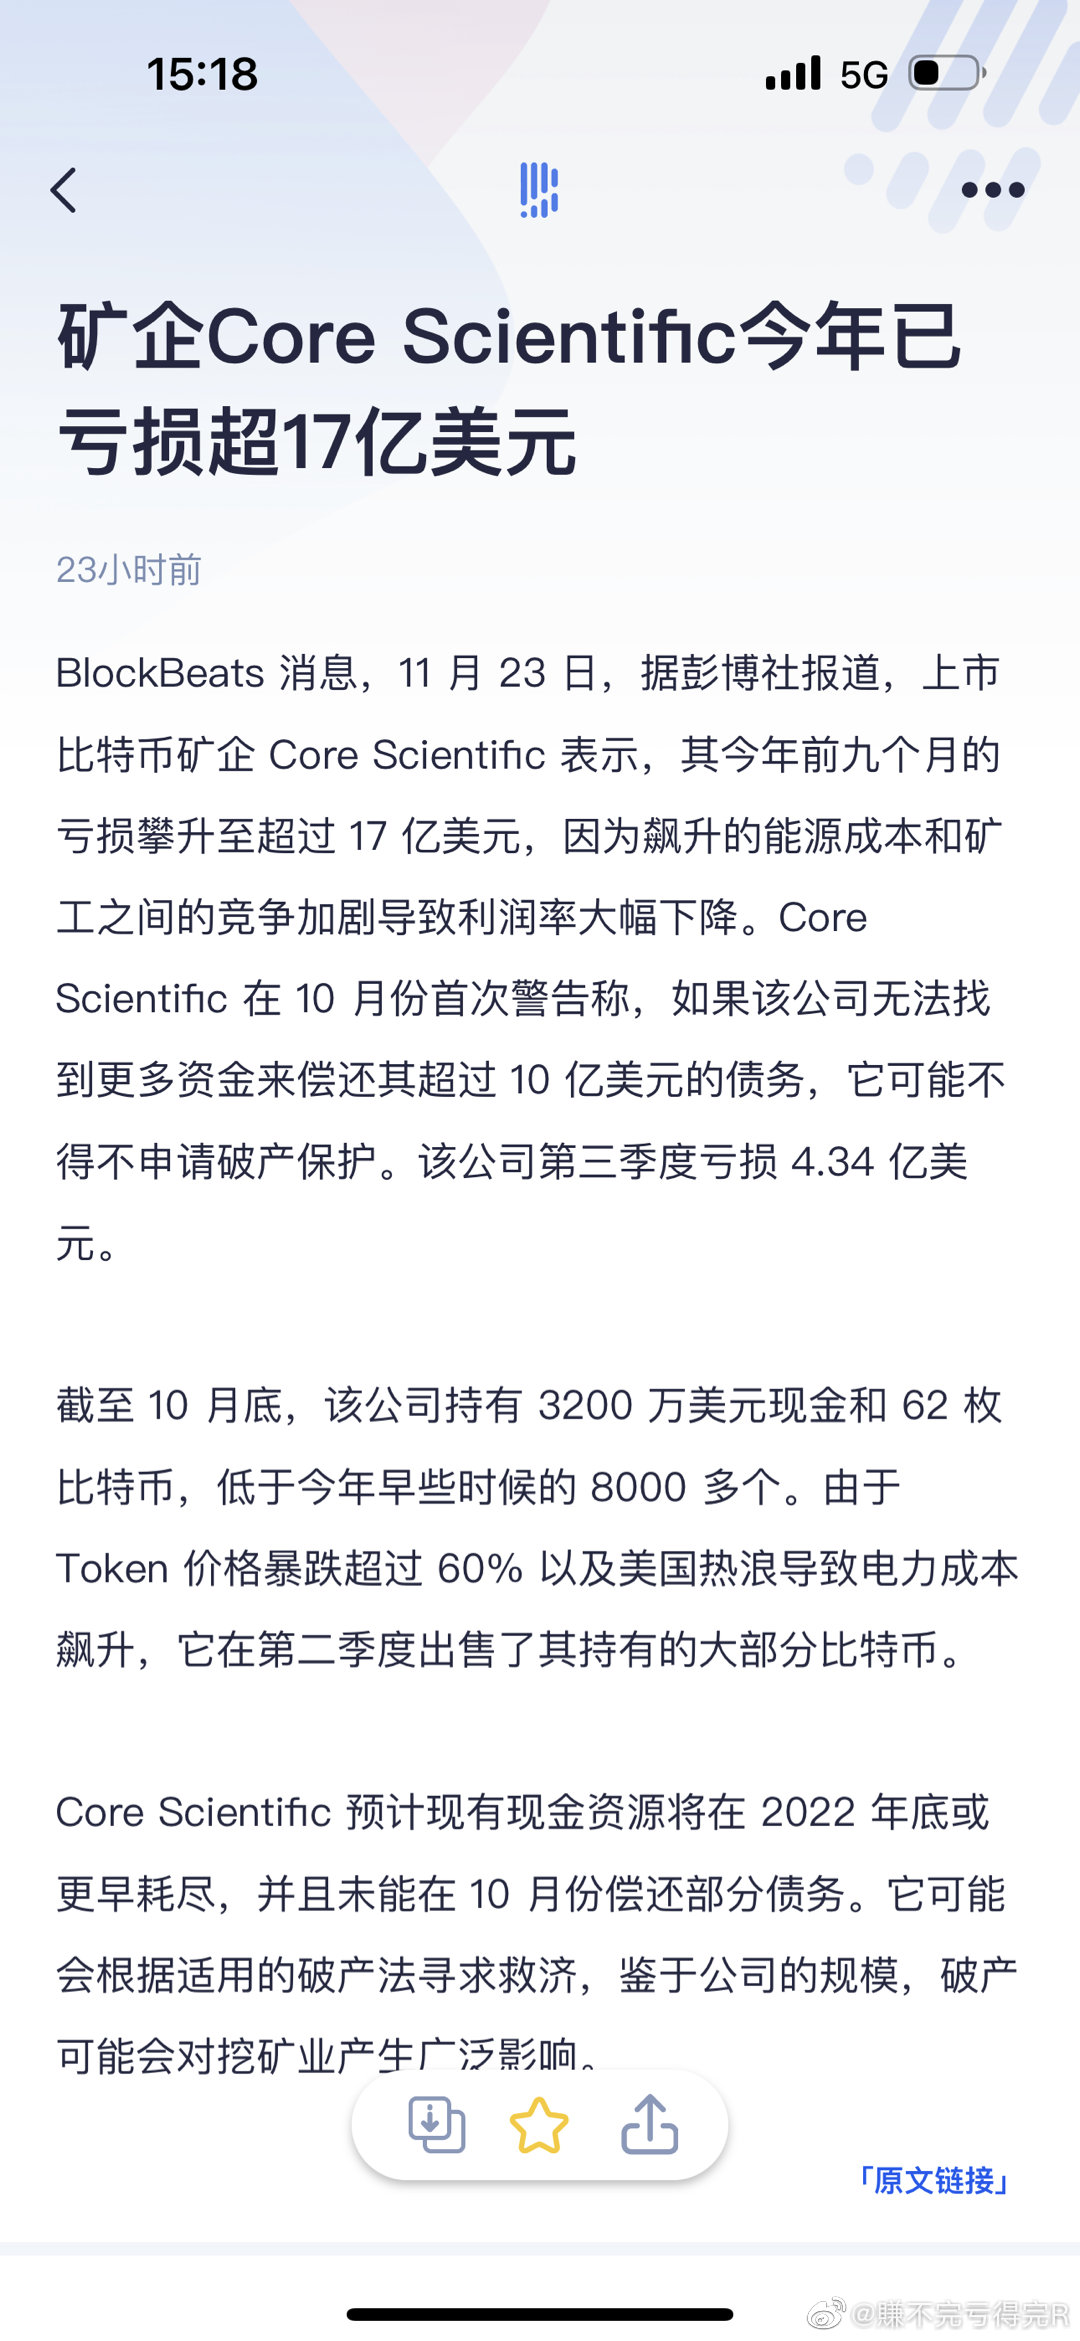 15:18
5G
矿企Core Scientific今年已
亏损超17亿美元
23小时前
BlockBeats 消息，11 月 23 日，据彭博社报道，上市
比特币矿企 Core Scientific 表示，其今年前九个月的
亏损攀升至超过 17 亿美元，因为飙升的能源成本和矿
工之间的竞争加剧导致利润率大幅下降。Core
Scientific 在 10 月份首次警告称，如果该公司无法找
到更多资金来偿还其超过 10 亿美元的债务，它可能不
得不申请破产保护。该公司第三季度亏损 4.34 亿美
元。
截至 10 月底，该公司持有 3200 万美元现金和 62 枚
比特币，低于今年早些时候的 8000 多个。由于
Token 价格暴跌超过 60% 以及美国热浪导致电力成本
飙升，它在第二季度出售了其持有的大部分比特币。
Core Scientific 预计现有现金资源将在 2022 年底或
更早耗尽，并且未能在 10 月份偿还部分债务。它可能
会根据适用的破产法寻求救济，鉴于公司的规模，破产
可能会对挖矿业产生广泛影响。
「原文链接」
@賺不完亏得完R